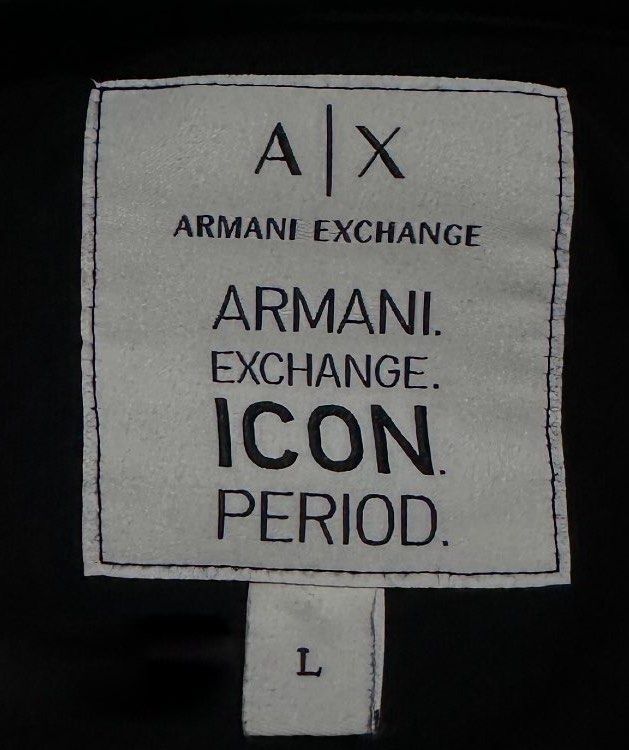 A|X
ARMANI EXCHANGE
ARMANI.
EXCHANGE.
ICON.
PERIOD.
L